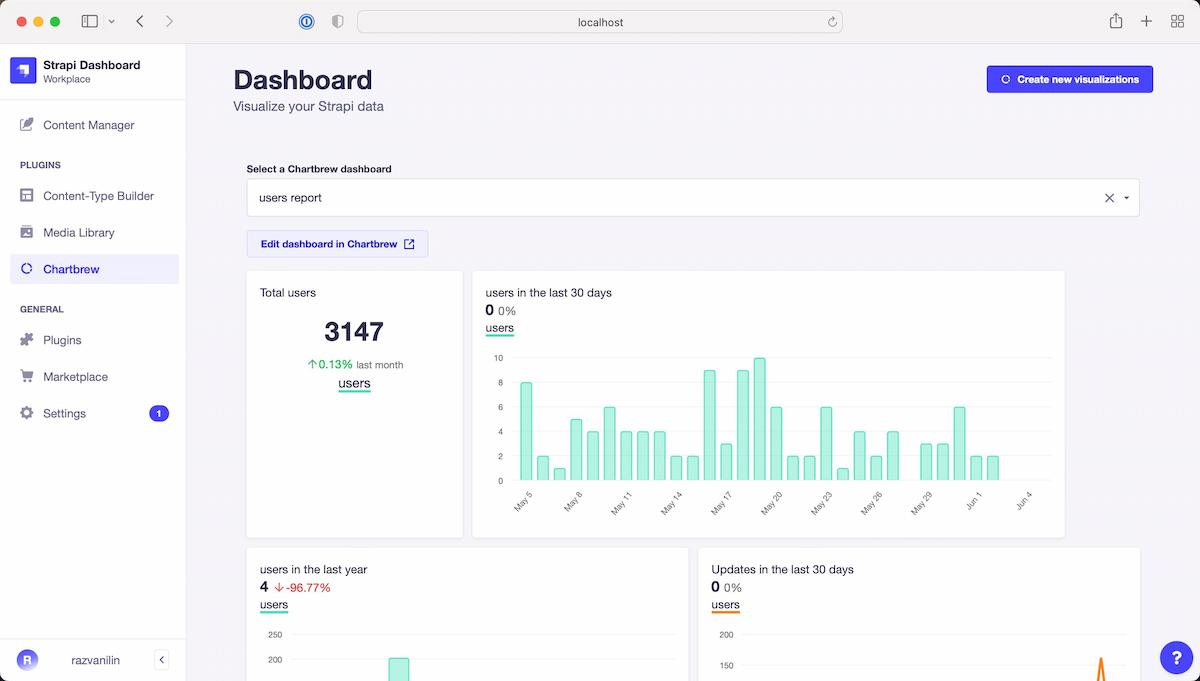 localhost
Strapi Dashboard
Workplace
Content Manager
PLUGINS
Content-Type Builder
Media Library
Chartbrew
GENERAL
Plugins
Marketplace
Settings
1
R
razvanilin
Dashboard
Visualize your Strapi data
Create new visualizations
Select a Chartbrew dashboard
users report
Edit dashboard in Chartbrew
Total users
3147
0.13% last month
users
users in the last 30 days
0 0%
users
10
8
6
4
2
0
May 5 May 8 May 11 May 14 May 17 May 20 May 23 May 26 May 29 Jun 1 Jun 4
users in the last year
4 -96.77%
users
250
200
Updates in the last 30 days
0 0%
users
200
150
?